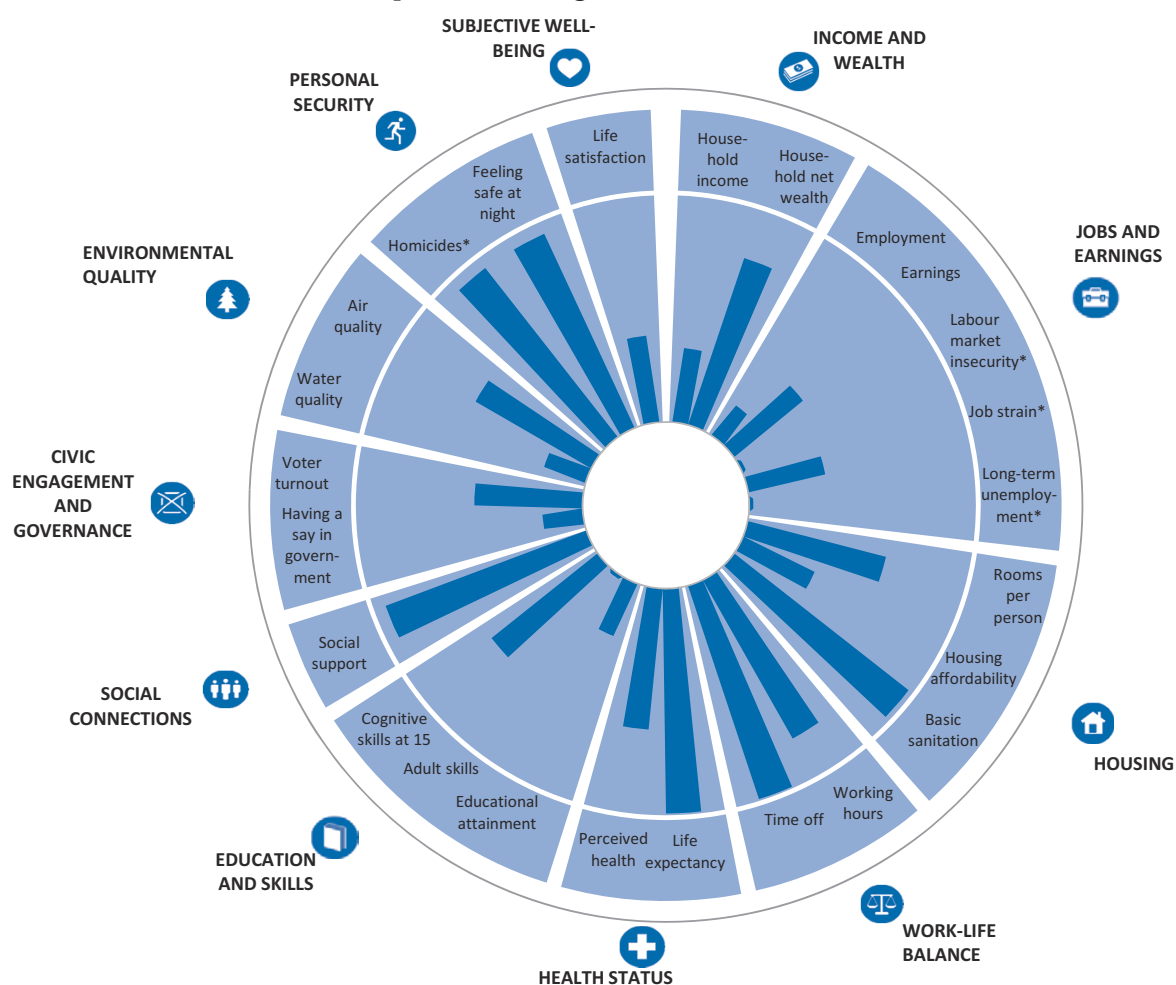 SUBJECTIVE WELL-
BEING
INCOME AND
WEALTH
PERSONAL
SECURITY
Life
satisfaction
House-
hold
income
House-
hold net
wealth
Feeling
safe at
night
Homicides*
Employment
Earnings
JOBS AND
EARNINGS
ENVIRONMENTAL
QUALITY
Air
quality
Labour
market
insecurity*
Water
quality
Job strain*
CIVIC
ENGAGEMENT
AND
GOVERNANCE
Voter
turnout
Having a
say in
govern-
ment
Long-term
unemploy-
ment*
Rooms
per
person
Social
support
Housing
affordability
SOCIAL
CONNECTIONS
Basic
sanitation
HOUSING
Cognitive
skills at 15
Adult skills
Educational
attainment
Perceived
health
Life
expectancy
Time off
Working
hours
EDUCATION
AND SKILLS
WORK-LIFE
BALANCE
HEALTH STATUS